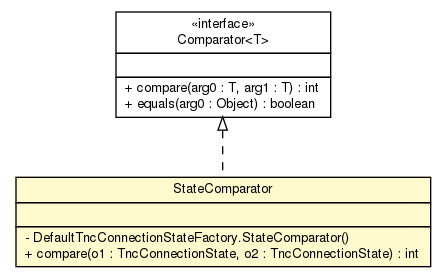 «interface»
Comparator<T>
+ compare(arg0 : T, arg1 : T) : int
+ equals(arg0 : Object) : boolean
StateComparator
- DefaultTncConnectionStateFactory.StateComparator()
+ compare(o1 : TncConnectionState, o2 : TncConnectionState) : int